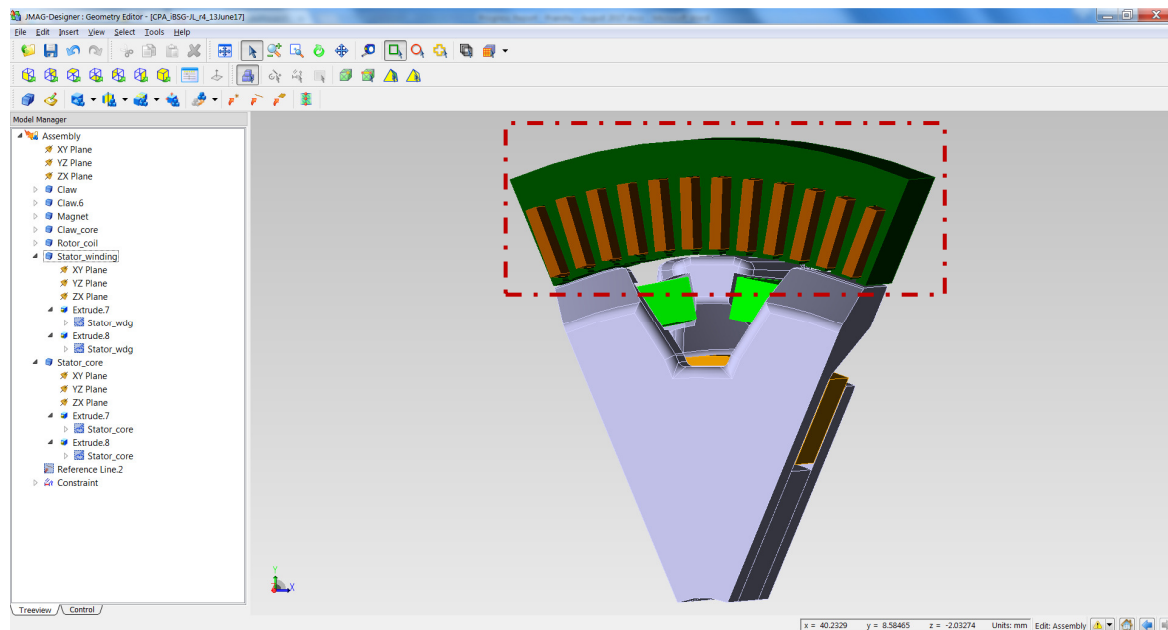 JMAG-Designer : Geometry Editor - [CPA_iBSG-JL_r4_13June17]
File Edit Insert View Select Tools Help
Model Manager
Assembly
XY Plane
YZ Plane
ZX Plane
Claw
Claw.6
Magnet
Claw_core
Rotor_coil
Stator_winding
XY Plane
YZ Plane
ZX Plane
Extrude.7
Stator_wdg
Extrude.8
Stator_wdg
Stator_core
XY Plane
YZ Plane
ZX Plane
Extrude.7
Stator_core
Extrude.8
Stator_core
Reference Line.2
Constraint
Y
X
Treeview Control
x = 40.2329 y = 8.58465 z = -2.03274 Units: mm Edit: Assembly